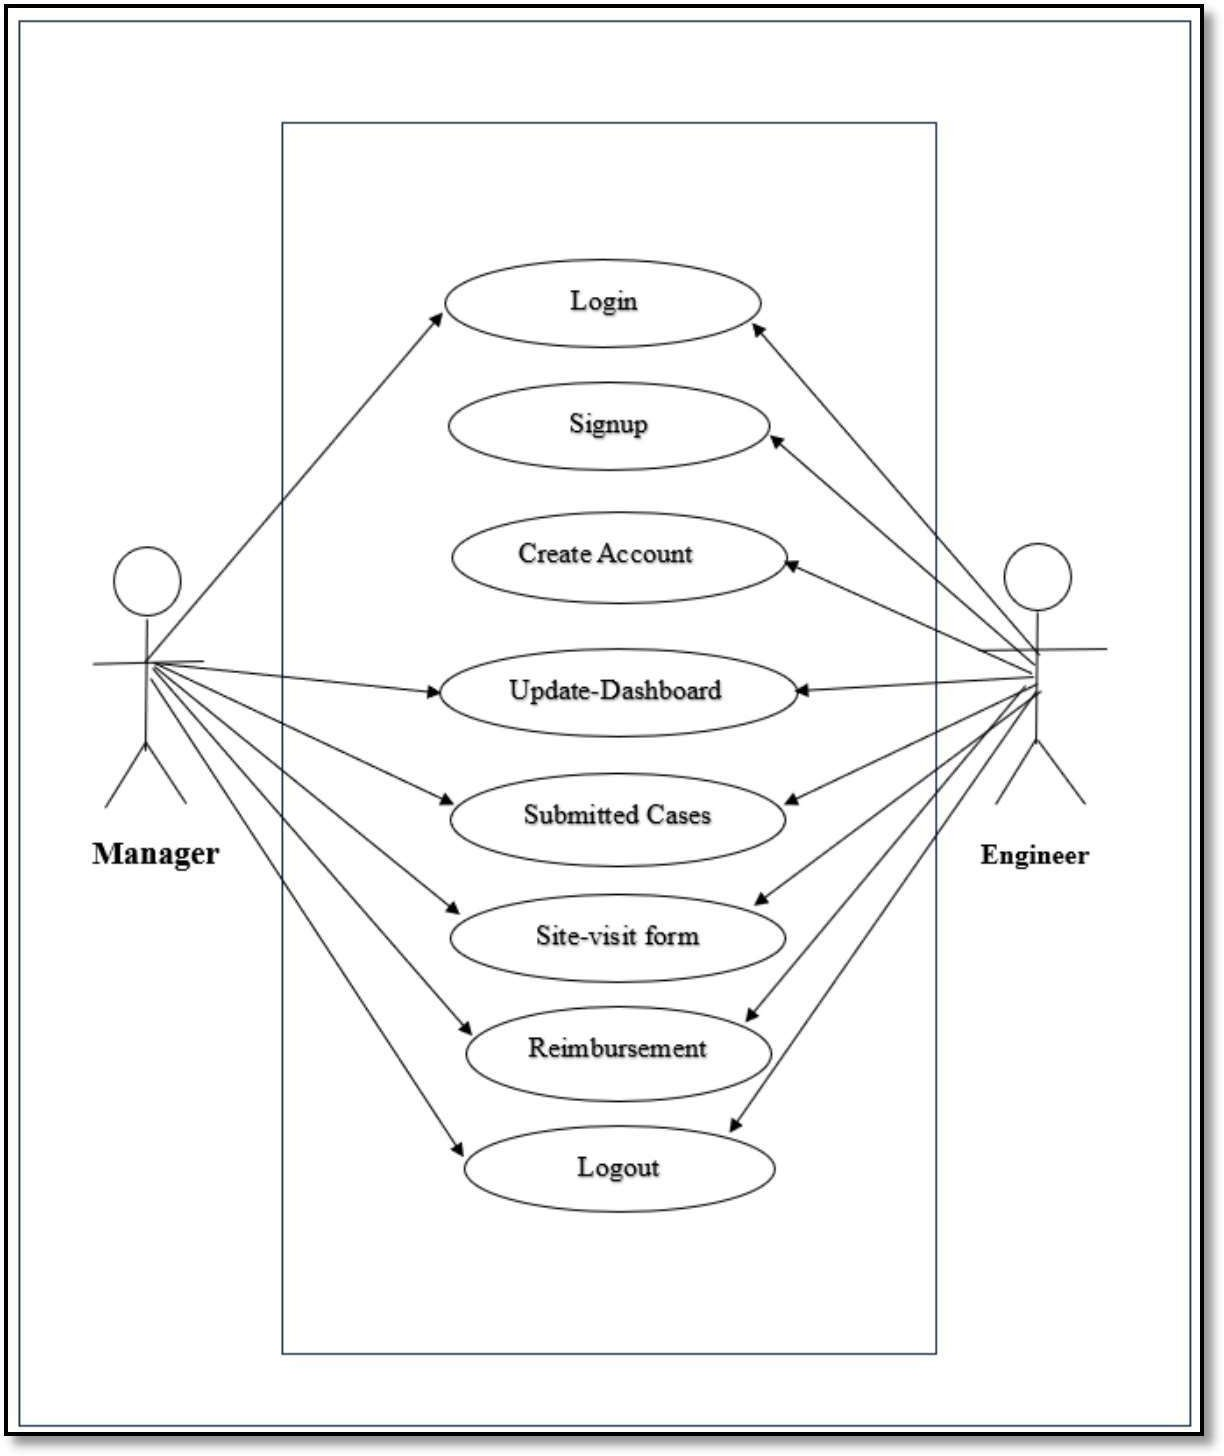 Login
Signup
Create Account
Update-Dashboard
Submitted Cases
Manager
Engineer
Site-visit form
Reimbursement
Logout